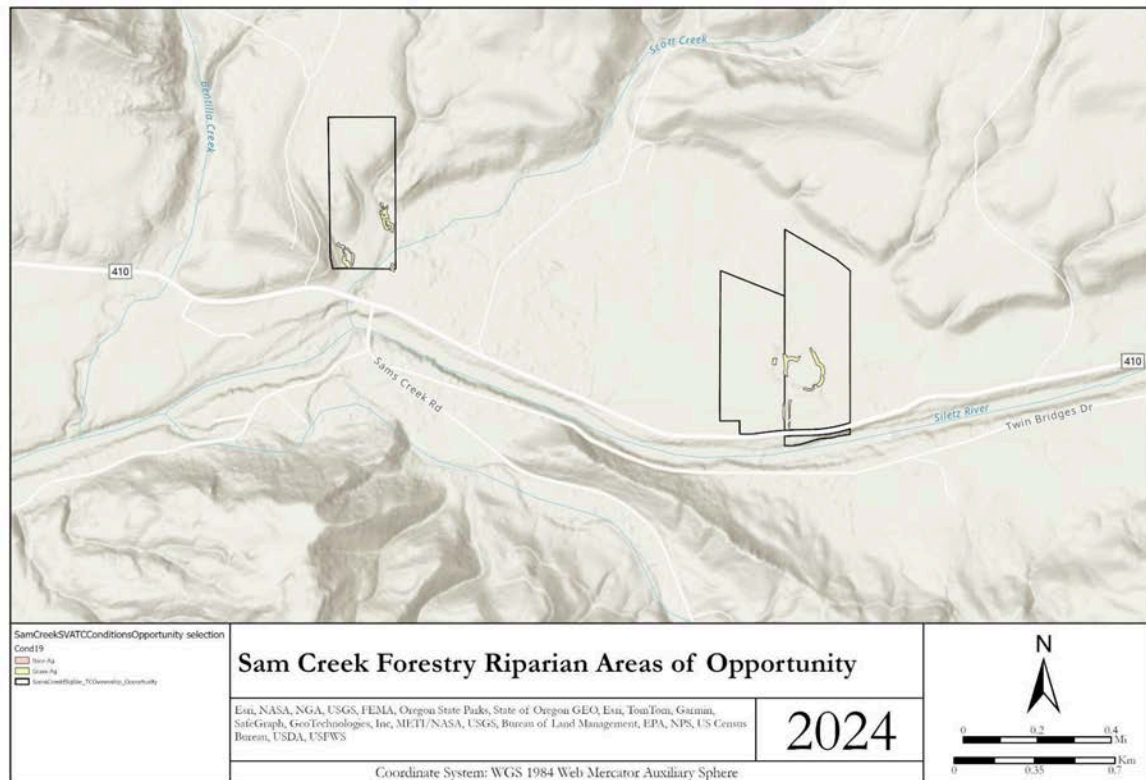 Scott Creek
Bentilla Creek
410
Sams Creek Rd
410
Siletz River
Twin Bridges Dr
SamCreekSVATCConditionsOpportunity selection
Cond19
Grass-Ag
Sam Creek Forestry Riparian Areas of Opportunity
Esri, NASA, NGA, USGS, FEMA, Oregon State Parks, State of Oregon GEO, Esri, TomTom, Garmin,
SafeGraph, GeoTechnologies, Inc, METI/NASA, USGS, Bureau of Land Management, EPA, NPS, US Census
Bureau, USDA, USFWS
2024
Coordinate System: WGS 1984 Web Mercator Auxiliary Sphere
N
0 0.2 0.4
Mi
Km
0 0.35 0.7